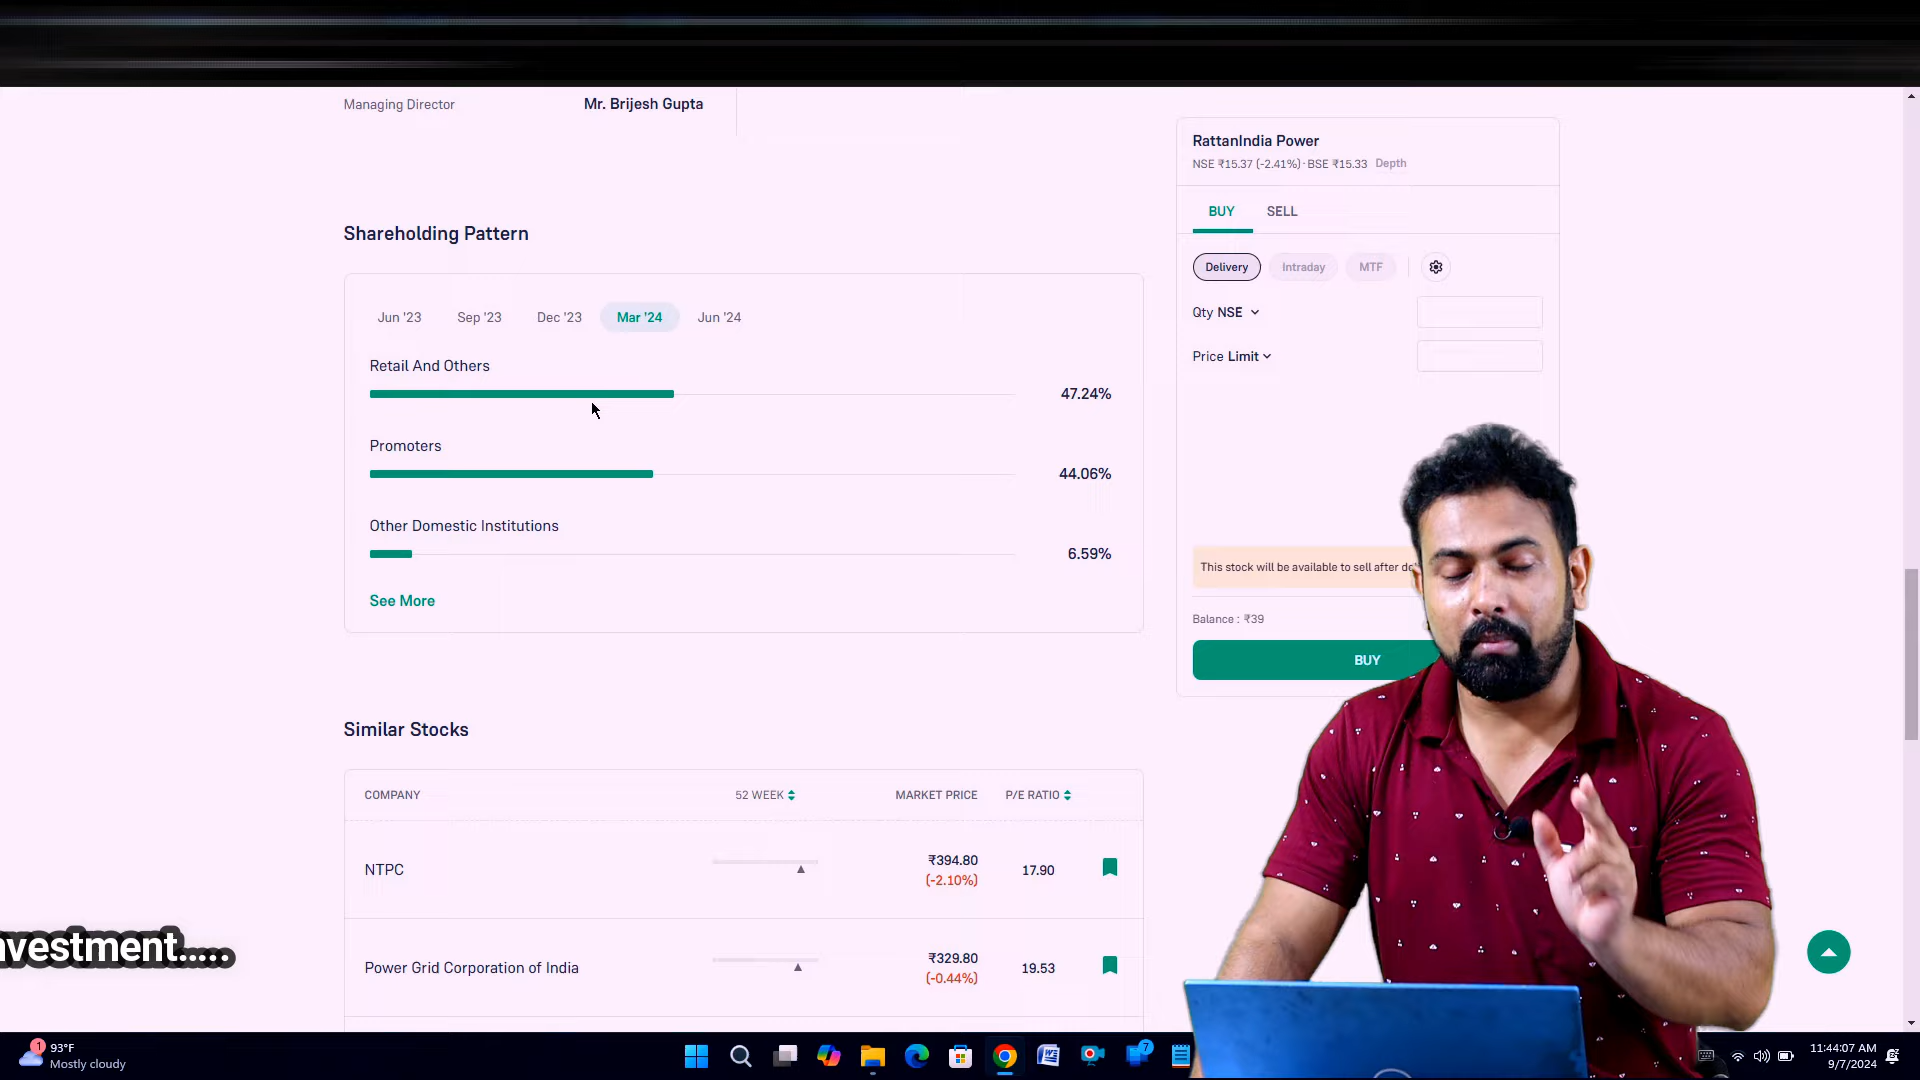 Managing Director Mr. Brijesh Gupta
RattanIndia Power
NSE ₹15.37 (-2.41%) · BSE ₹15.33 Depth
BUY SELL
Delivery Intraday MTF
Qty NSE
Price Limit
This stock will be available to sell after
Balance : ₹39
BUY
Shareholding Pattern
Jun '23 Sep '23 Dec '23 Mar '24 Jun '24
Retail And Others
47.24%
Promoters
44.06%
Other Domestic Institutions
6.59%
See More
Similar Stocks
COMPANY 52 WEEK MARKET PRICE P/E RATIO
NTPC ₹394.80 (-2.10%) 17.90
Power Grid Corporation of India ₹329.80 (-0.44%) 19.53
nvestment.....
1
93°F
Mostly cloudy
7
11:44:07 AM
9/7/2024